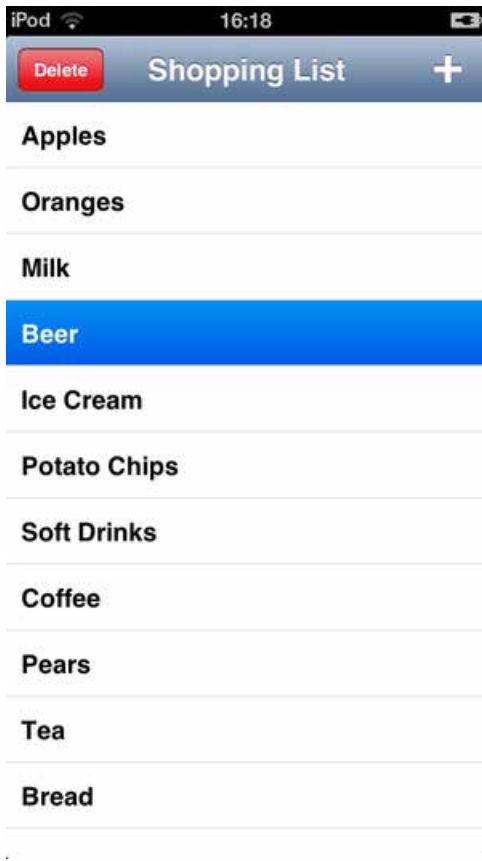 iPod 16:18
Delete Shopping List +
Apples
Oranges
Milk
Beer
Ice Cream
Potato Chips
Soft Drinks
Coffee
Pears
Tea
Bread